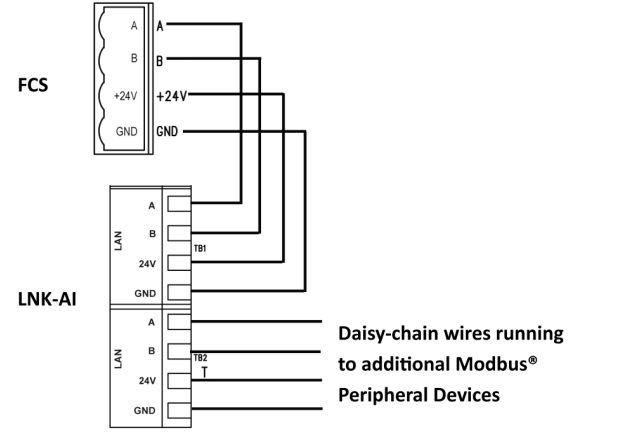 A A
B B
FCS
+24V +24V
GND GND
A
B
LAN
TB1
24V
GND
LNK-AI
A
Daisy-chain wires running
B
LAN
TB2
to additional Modbus®
T
24V
Peripheral Devices
GND